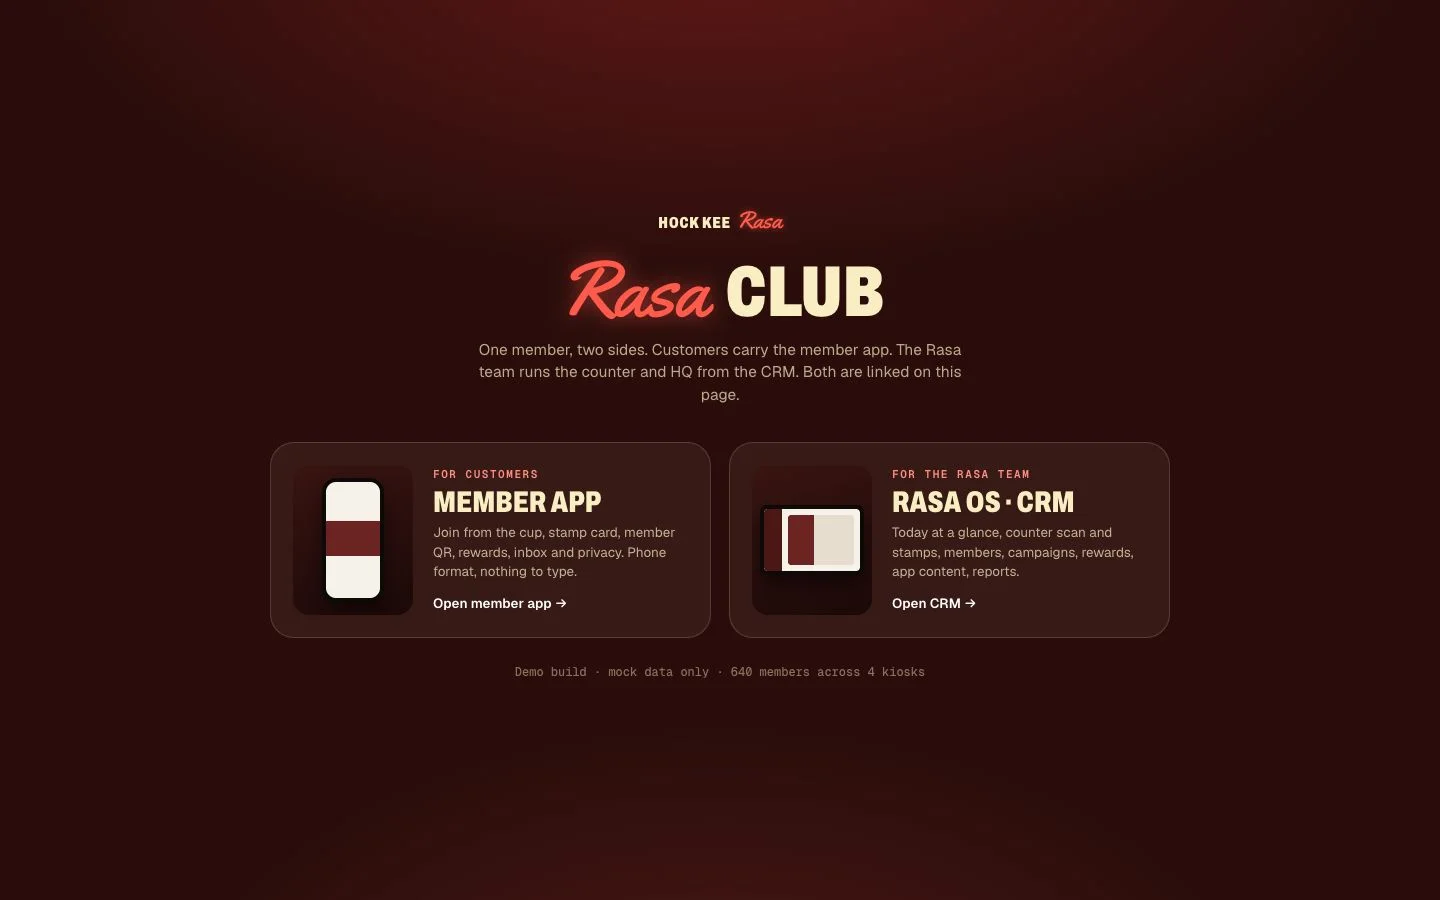 HOCK KEE Rasa
Rasa CLUB
One member, two sides. Customers carry the member app. The Rasa
team runs the counter and HQ from the CRM. Both are linked on this
page.
FOR CUSTOMERS
MEMBER APP
Join from the cup, stamp card, member
QR, rewards, inbox and privacy. Phone
format, nothing to type.
Open member app →
FOR THE RASA TEAM
RASA OS · CRM
Today at a glance, counter scan and
stamps, members, campaigns, rewards,
app content, reports.
Open CRM →
Demo build · mock data only · 640 members across 4 kiosks